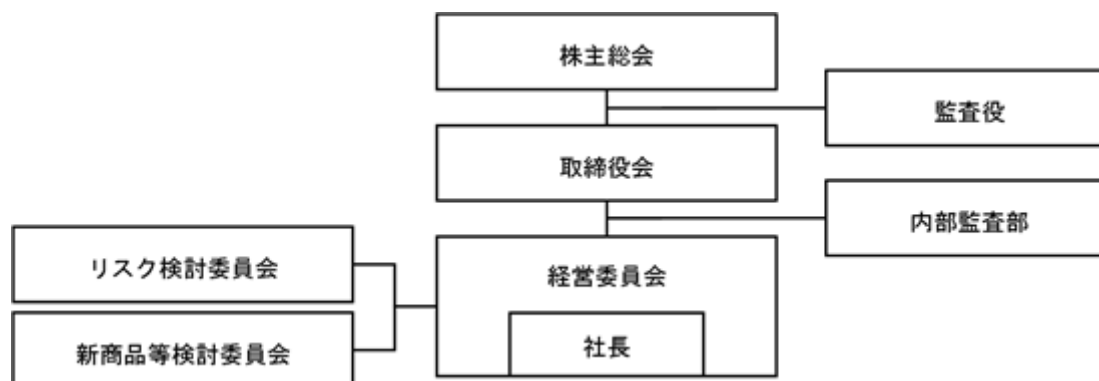 株主総会
監査役
取締役会
内部監査部
リスク検討委員会
経営委員会
社長
新商品等検討委員会